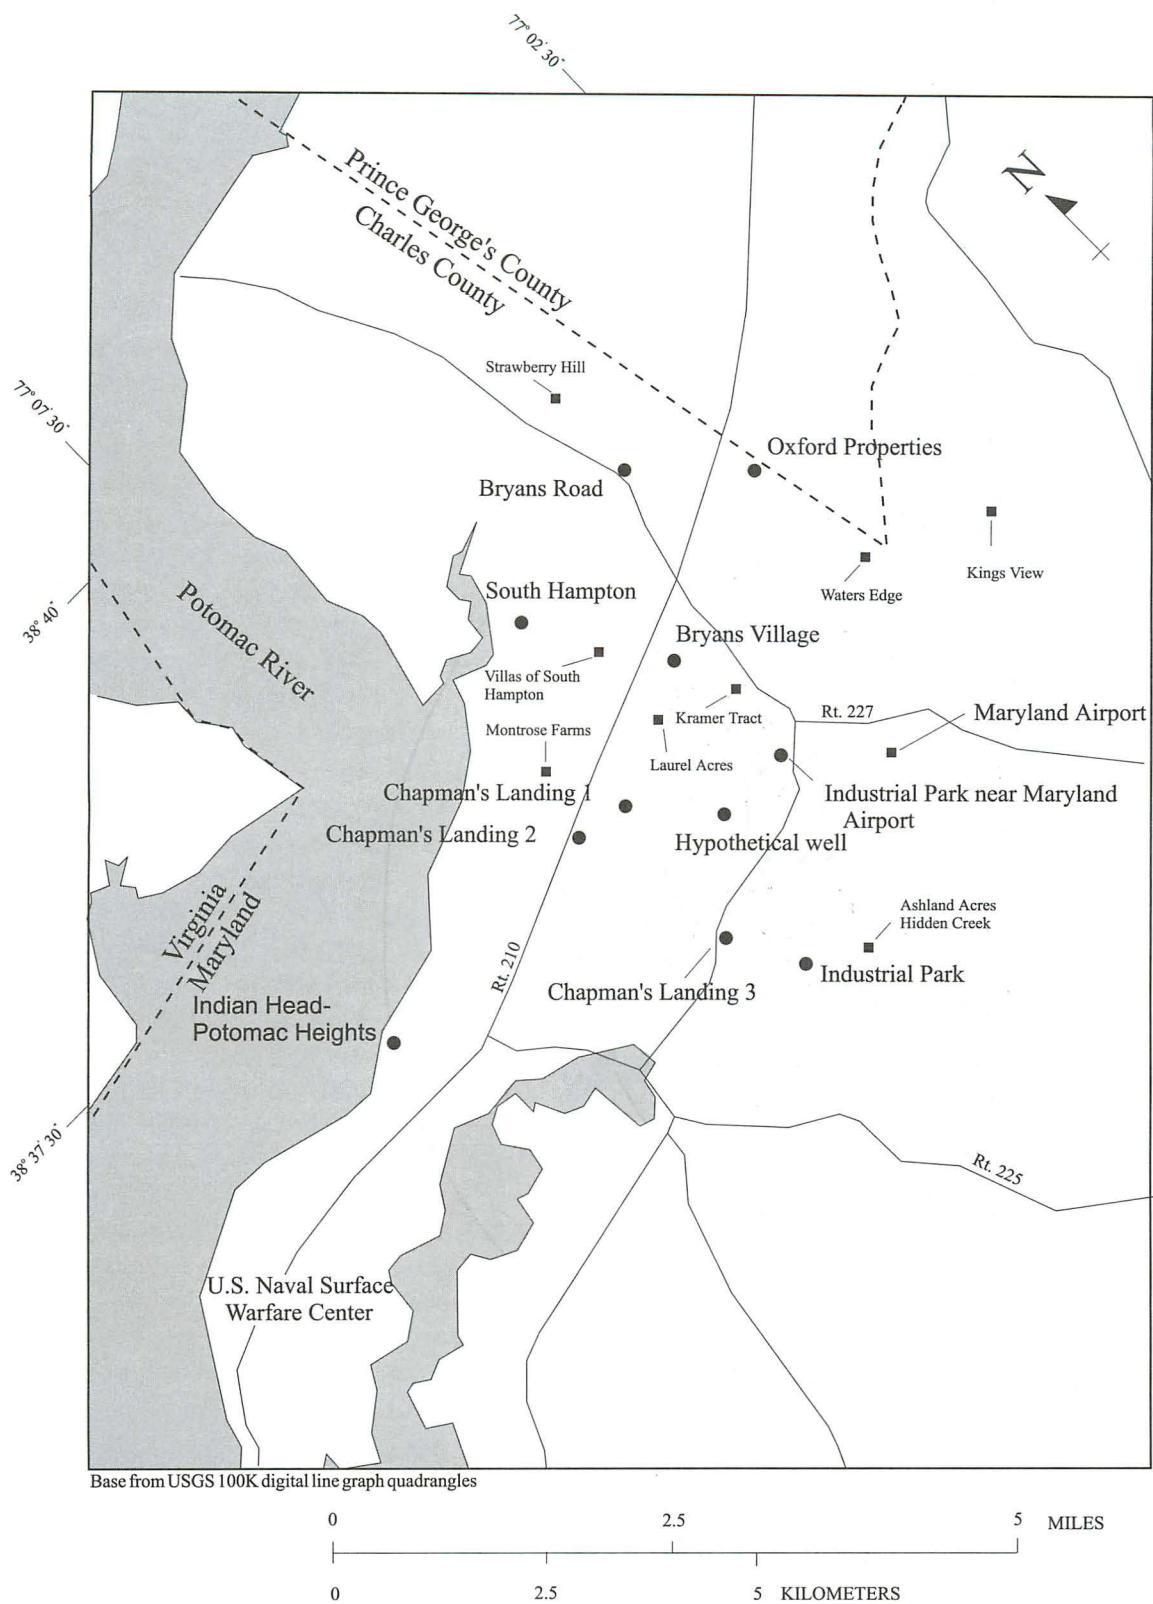 77° 02' 30"
N
Prince George's County
Charles County
Strawberry Hill
77° 07' 30"
Oxford Properties
Bryans Road
Kings View
Waters Edge
South Hampton
38° 40'
Potomac River
Bryans Village
Villas of South
Hampton
Kramer Tract
Rt. 227
Maryland Airport
Montrose Farms
Laurel Acres
Chapman's Landing 1
Industrial Park near Maryland
Airport
Chapman's Landing 2
Hypothetical well
Virginia
Maryland
Ashland Acres
Hidden Creek
Rt. 210
Industrial Park
Chapman's Landing 3
Indian Head-
Potomac Heights
38° 37' 30"
Rt. 225
U.S. Naval Surface
Warfare Center
Base from USGS 100K digital line graph quadrangles
0 2.5 5 MILES
0 2.5 5 KILOMETERS